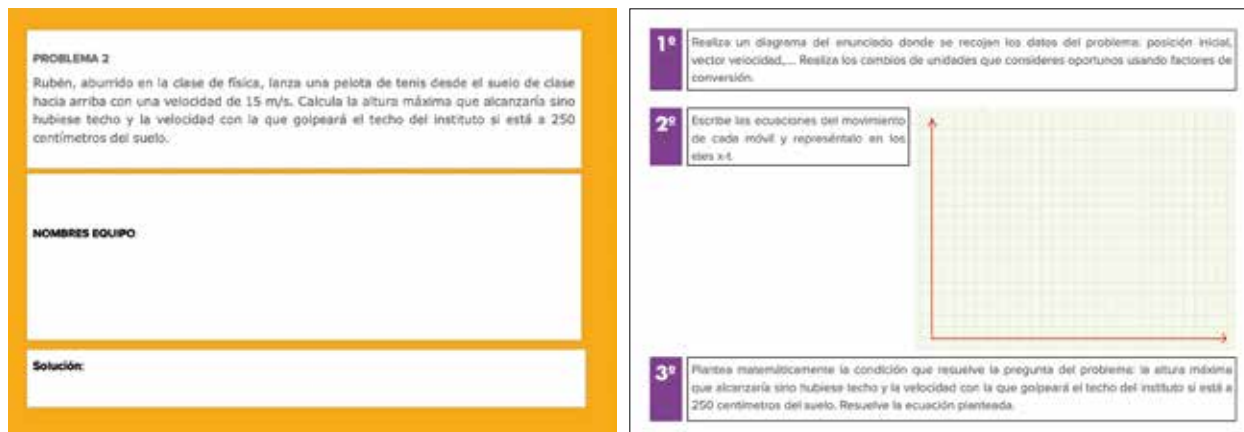 PROBLEMA 2
Rubén, aburrido en la clase de física, lanza una pelota de tenis desde el suelo de clase
hacia arriba con una velocidad de 15 m/s. Calcula la altura máxima que alcanzaría sino
hubiese techo y la velocidad con la que golpeará el techo del instituto si está a 250
centímetros del suelo.
NOMBRES EQUIPO
Solución:
1º
Realiza un diagrama del enunciado donde se recojan los datos del problema: posición inicial,
vector velocidad,... Realiza los cambios de unidades que consideres oportunos usando factores de
conversión.
2º
Escribe las ecuaciones del movimiento
de cada móvil y represéntalo en los
ejes x-t.
3º
Plantea matemáticamente la condición que resuelve la pregunta del problema: la altura máxima
que alcanzaría sino hubiese techo y la velocidad con la que golpeará el techo del instituto si está a
250 centímetros del suelo. Resuelve la ecuación planteada.